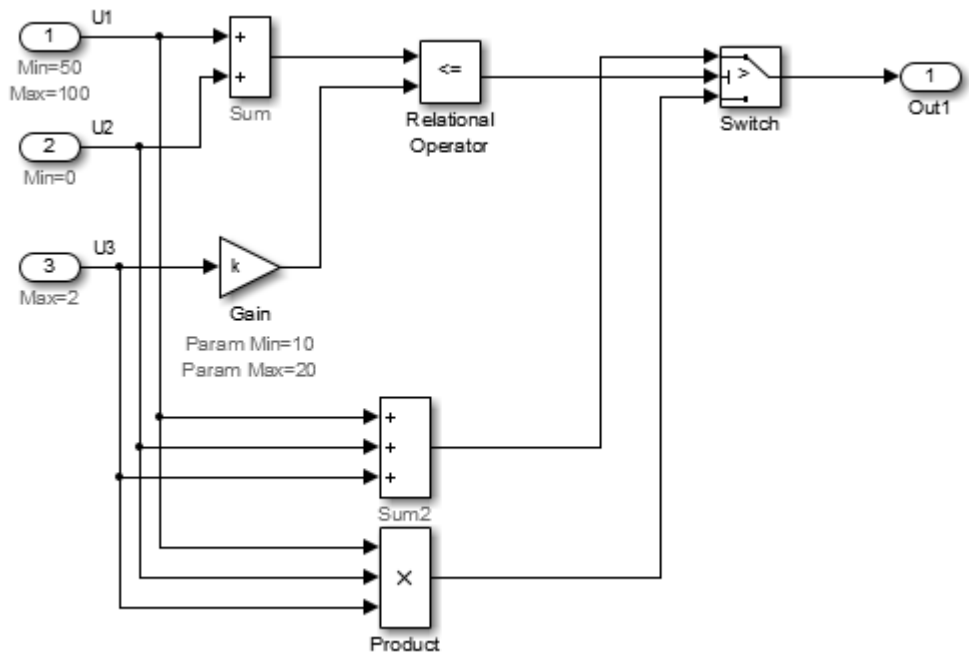 U1
1
Min=50
Max=100
+
+
Sum
<=
Relational
Operator
>
Switch
1
Out1
U2
2
Min=0
U3
3
Max=2
k
Gain
Param Min=10
Param Max=20
+
+
+
Sum2
×
Product